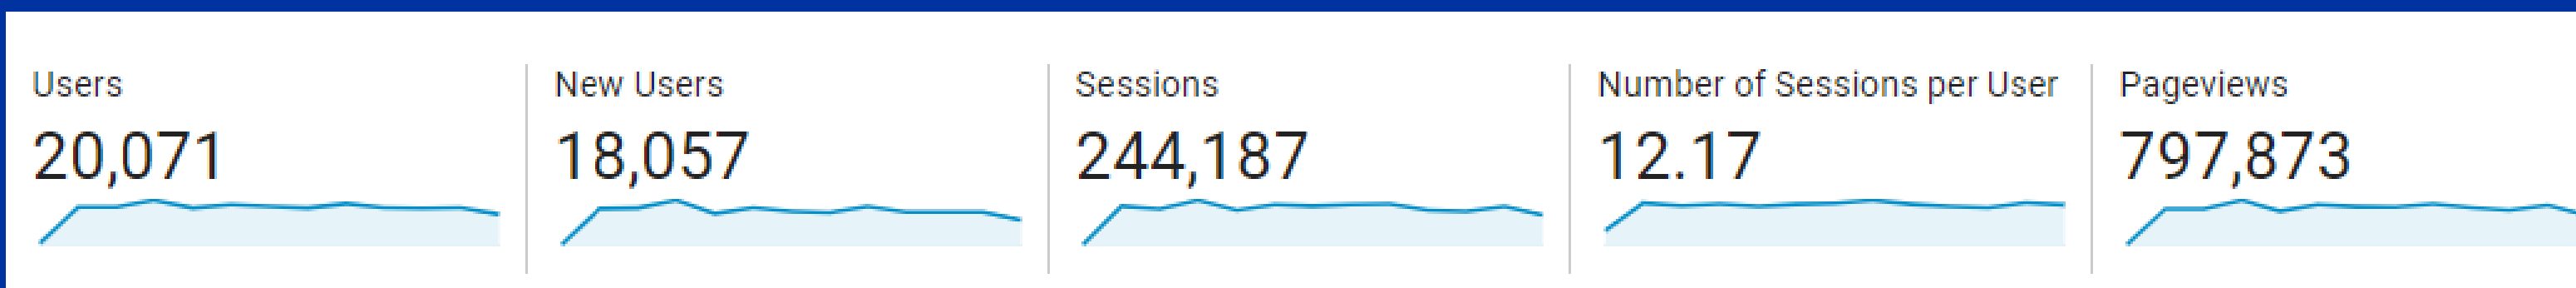 Users
20,071
New Users
18,057
Sessions
244,187
Number of Sessions per User
12.17
Pageviews
797,873